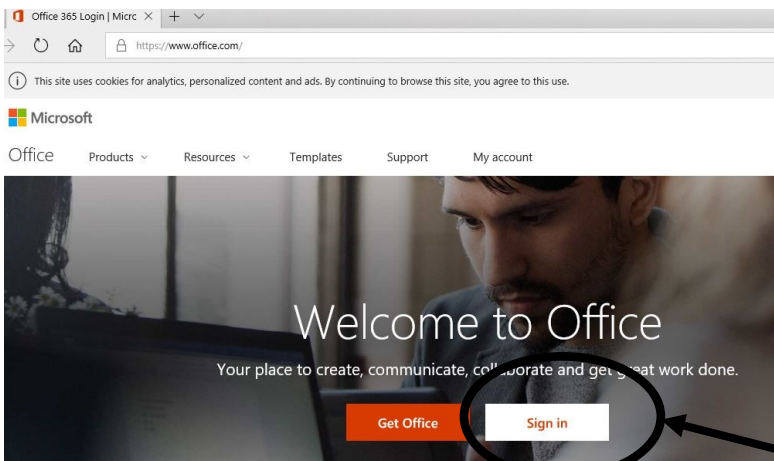 Office 365 Login | Micrc
https://www.office.com/
This site uses cookies for analytics, personalized content and ads. By continuing to browse this site, you agree to this use.
Microsoft
Office Products Resources Templates Support My account
Welcome to Office
Your place to create, communicate, collaborate and get great work done.
Get Office Sign in